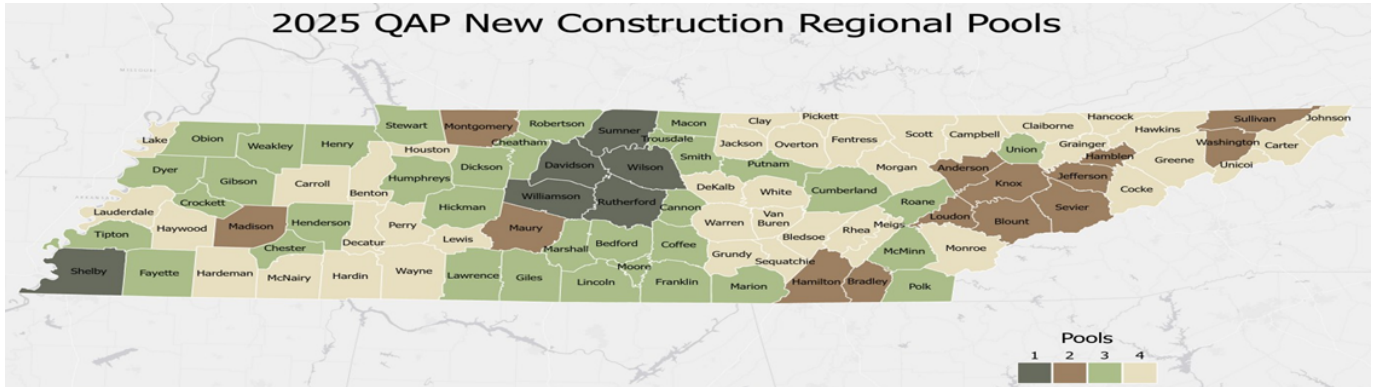 2025 QAP New Construction Regional Pools
MISSOURI
Lake
Obion
Weakley
Henry
Stewart
Montgomery
Robertson
Sumner
Macon
Clay
Pickett
Scott
Campbell
Claiborne
Hancock
Hawkins
Sullivan
Johnson
Houston
Cheatham
Trousdale
Jackson
Overton
Fentress
Union
Grainger
Hamblen
Washington
Carter
Dyer
Gibson
Carroll
Benton
Humphreys
Dickson
Davidson
Wilson
Smith
Putnam
Morgan
Anderson
Knox
Jefferson
Greene
Unicoi
Crockett
Lauderdale
Haywood
Madison
Henderson
Decatur
Perry
Hickman
Williamson
Rutherford
Cannon
DeKalb
White
Cumberland
Roane
Loudon
Blount
Sevier
Cocke
Tipton
Chester
Lewis
Maury
Marshall
Bedford
Coffee
Warren
Van
Buren
Bledsoe
Rhea
Meigs
McMinn
Monroe
Shelby
Fayette
Hardeman
McNairy
Hardin
Wayne
Lawrence
Giles
Lincoln
Moore
Franklin
Grundy
Sequatchie
Marion
Hamilton
Bradley
Polk
Pools
1 2 3 4